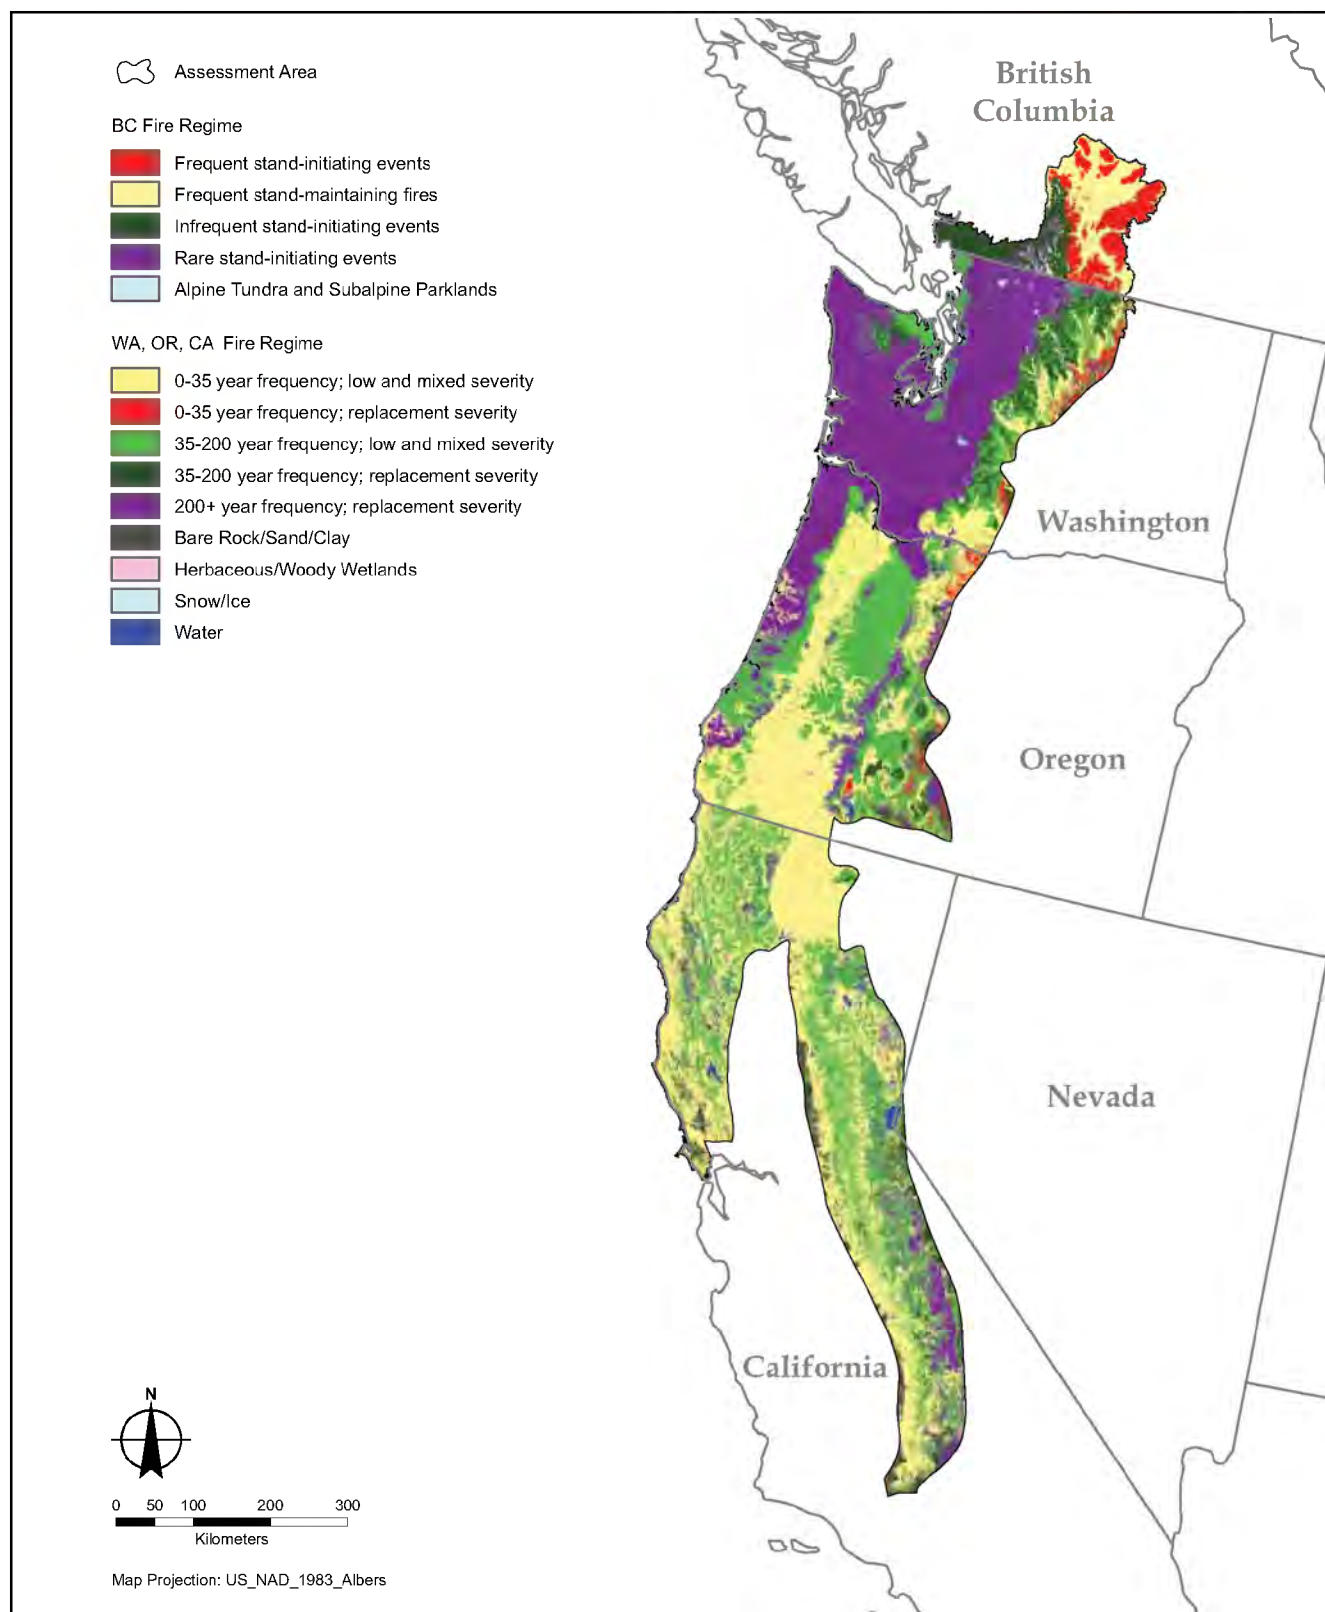 Assessment Area
BC Fire Regime
Frequent stand-initiating events
Frequent stand-maintaining fires
Infrequent stand-initiating events
Rare stand-initiating events
Alpine Tundra and Subalpine Parklands
WA, OR, CA Fire Regime
0-35 year frequency; low and mixed severity
0-35 year frequency; replacement severity
35-200 year frequency; low and mixed severity
35-200 year frequency; replacement severity
200+ year frequency; replacement severity
Bare Rock/Sand/Clay
Herbaceous/Woody Wetlands
Snow/Ice
Water
British
Columbia
Washington
Oregon
Nevada
California
N
0 50 100 200 300
Kilometers
Map Projection: US_NAD_1983_Albers